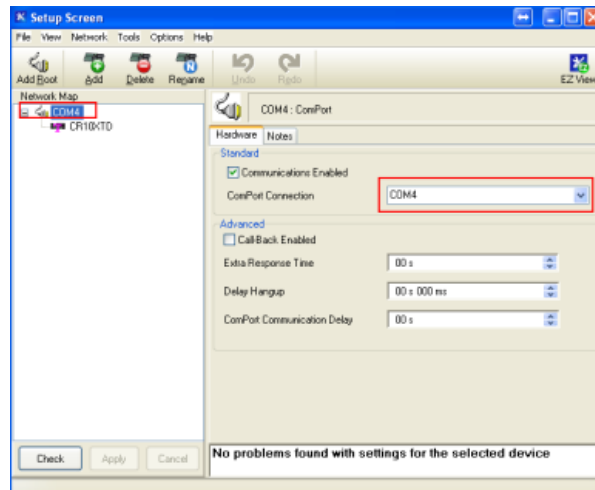 Setup Screen
File View Network Tools Options Help
Add Root Add Delete Rename Undo Redo EZ View
Network Map
COM4
CR10XTD
COM4 : ComPort
Hardware Notes
Standard
Communications Enabled
ComPort Connection COM4
Advanced
Call-Back Enabled
Extra Response Time 00 s
Delay Hangup 00 s 000 ms
ComPort Communication Delay 00 s
Check Apply Cancel
No problems found with settings for the selected device